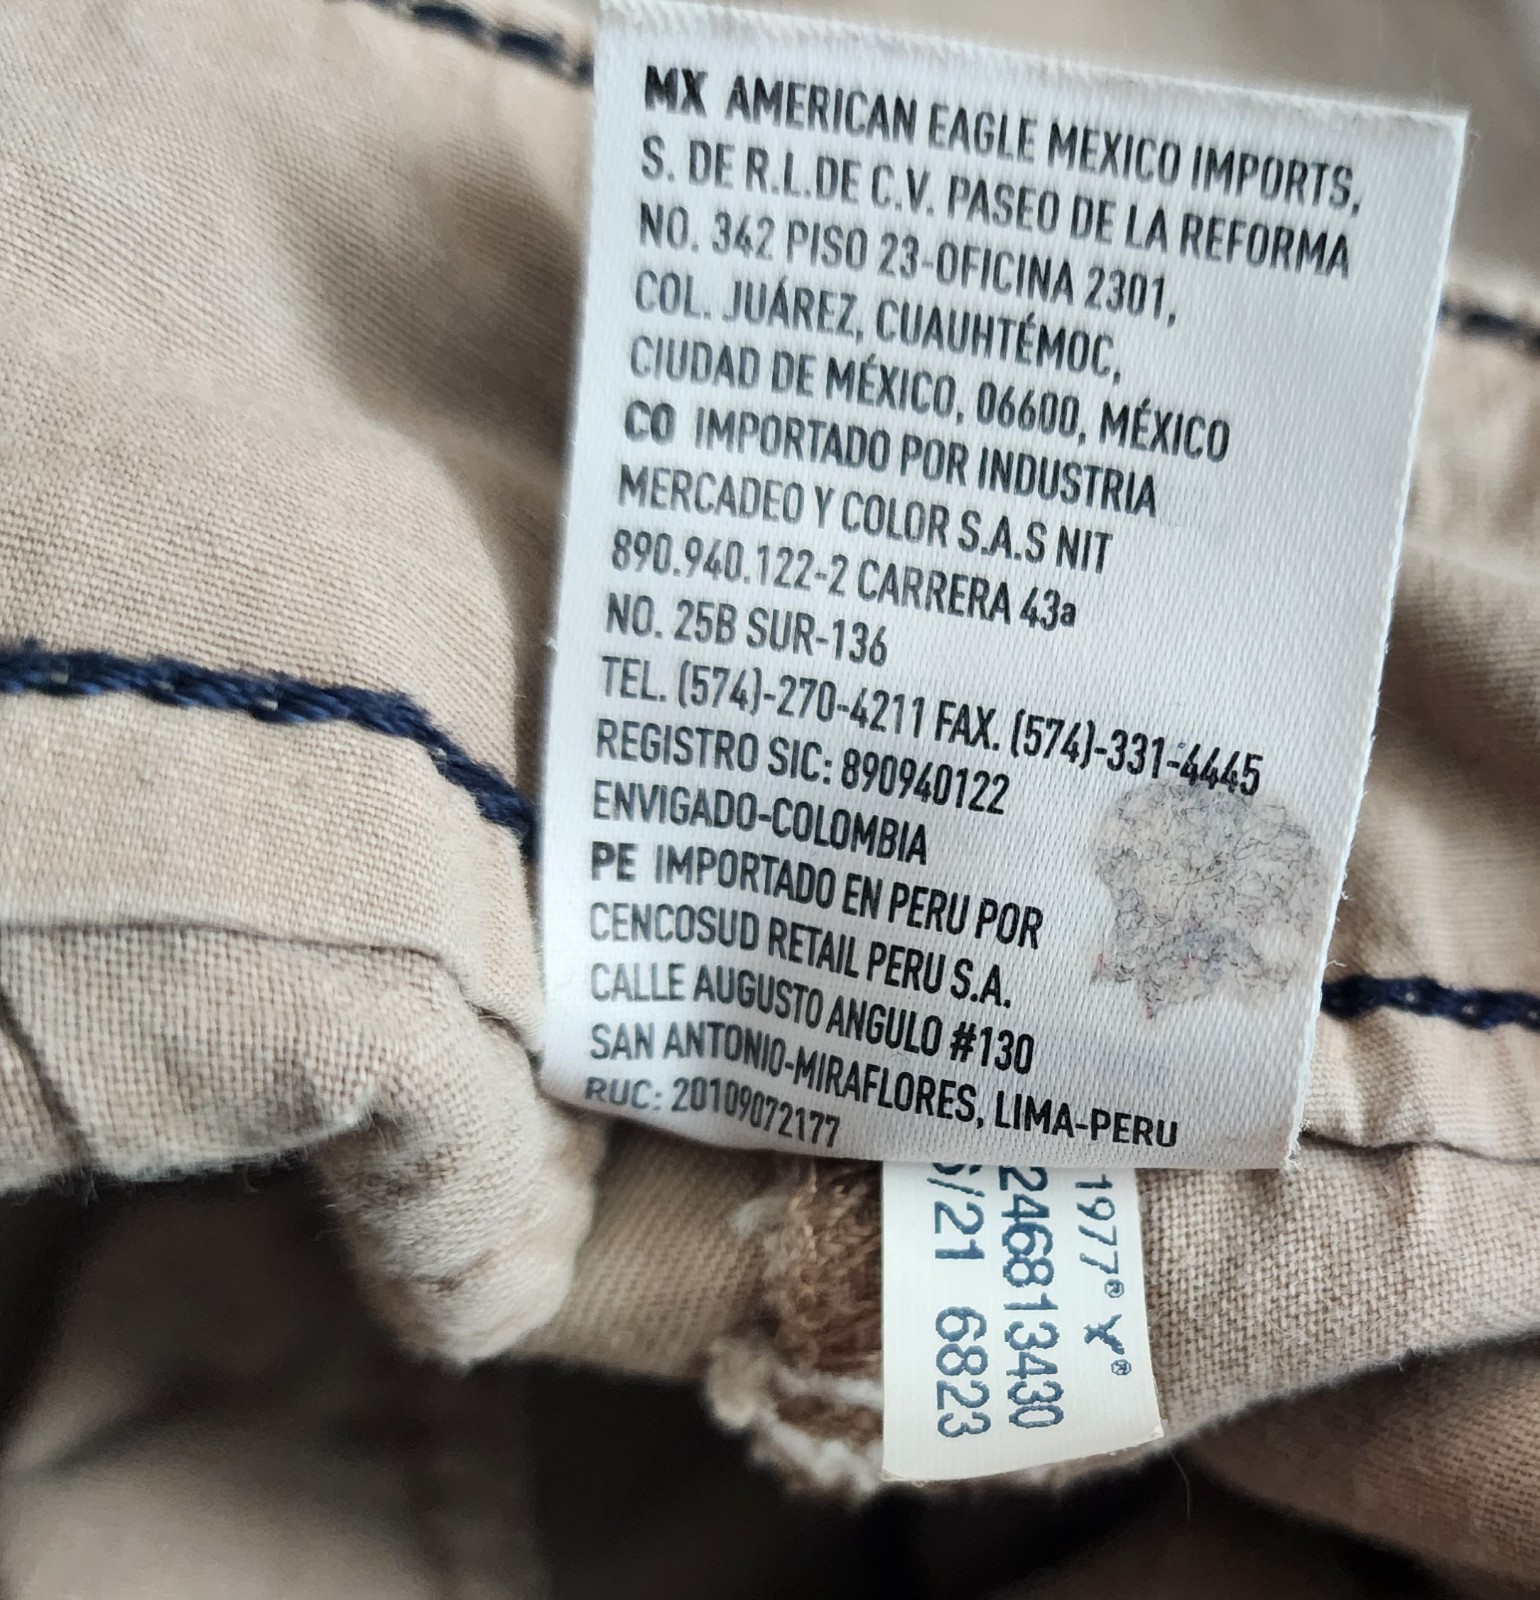 MX AMERICAN EAGLE MEXICO IMPORTS,
S. DE R.L.DE C.V. PASEO DE LA REFORMA
NO. 342 PISO 23-OFICINA 2301,
COL. JUÁREZ, CUAUHTÉMOC,
CIUDAD DE MÉXICO, 06600, MÉXICO
CO IMPORTADO POR INDUSTRIA
MERCADEO Y COLOR S.A.S NIT
890.940.122-2 CARRERA 43a
NO. 25B SUR-136
TEL. (574)-270-4211 FAX. (574)-331-4445
REGISTRO SIC: 890940122
ENVIGADO-COLOMBIA
PE IMPORTADO EN PERU POR
CENCOSUD RETAIL PERU S.A.
CALLE AUGUSTO ANGULO #130
SAN ANTONIO-MIRAFLORES, LIMA-PERU
RUC: 20109072177
1977®
®
246813430
/21 6823